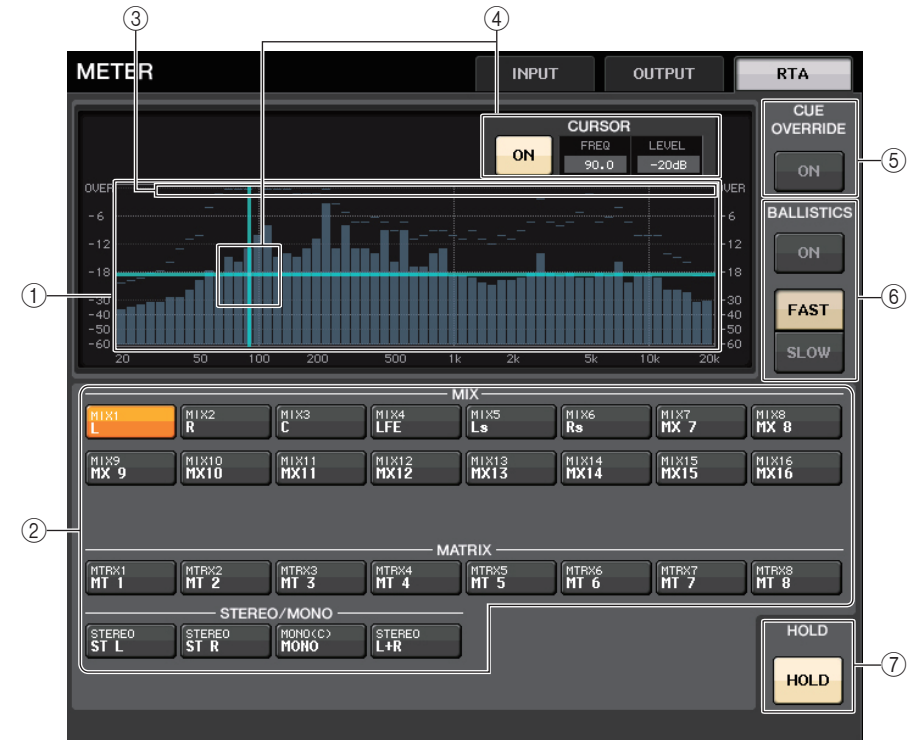 ③ ④
METER INPUT OUTPUT RTA
CURSOR
ON FREQ LEVEL
90.0 -20dB
CUE
OVERRIDE
ON
⑤
OVER OVER
-6 -6
-12 -12
-18 -18
-30 -30
-40 -40
-50 -50
-60 -60
20 50 100 200 500 1k 2k 5k 10k 20k
①
BALLISTICS
ON
FAST
SLOW
⑥
②
MIX
MIX1 MIX2 MIX3 MIX4 MIX5 MIX6 MIX7 MIX8
L R C LFE Ls Rs MX 7 MX 8
MIX9 MIX10 MIX11 MIX12 MIX13 MIX14 MIX15 MIX16
MX 9 MX10 MX11 MX12 MX13 MX14 MX15 MX16
MATRIX
MTRX1 MTRX2 MTRX3 MTRX4 MTRX5 MTRX6 MTRX7 MTRX8
MT 1 MT 2 MT 3 MT 4 MT 5 MT 6 MT 7 MT 8
STEREO/MONO
STEREO STEREO MONO(C) STEREO
ST L ST R MONO L+R
HOLD
HOLD
⑦